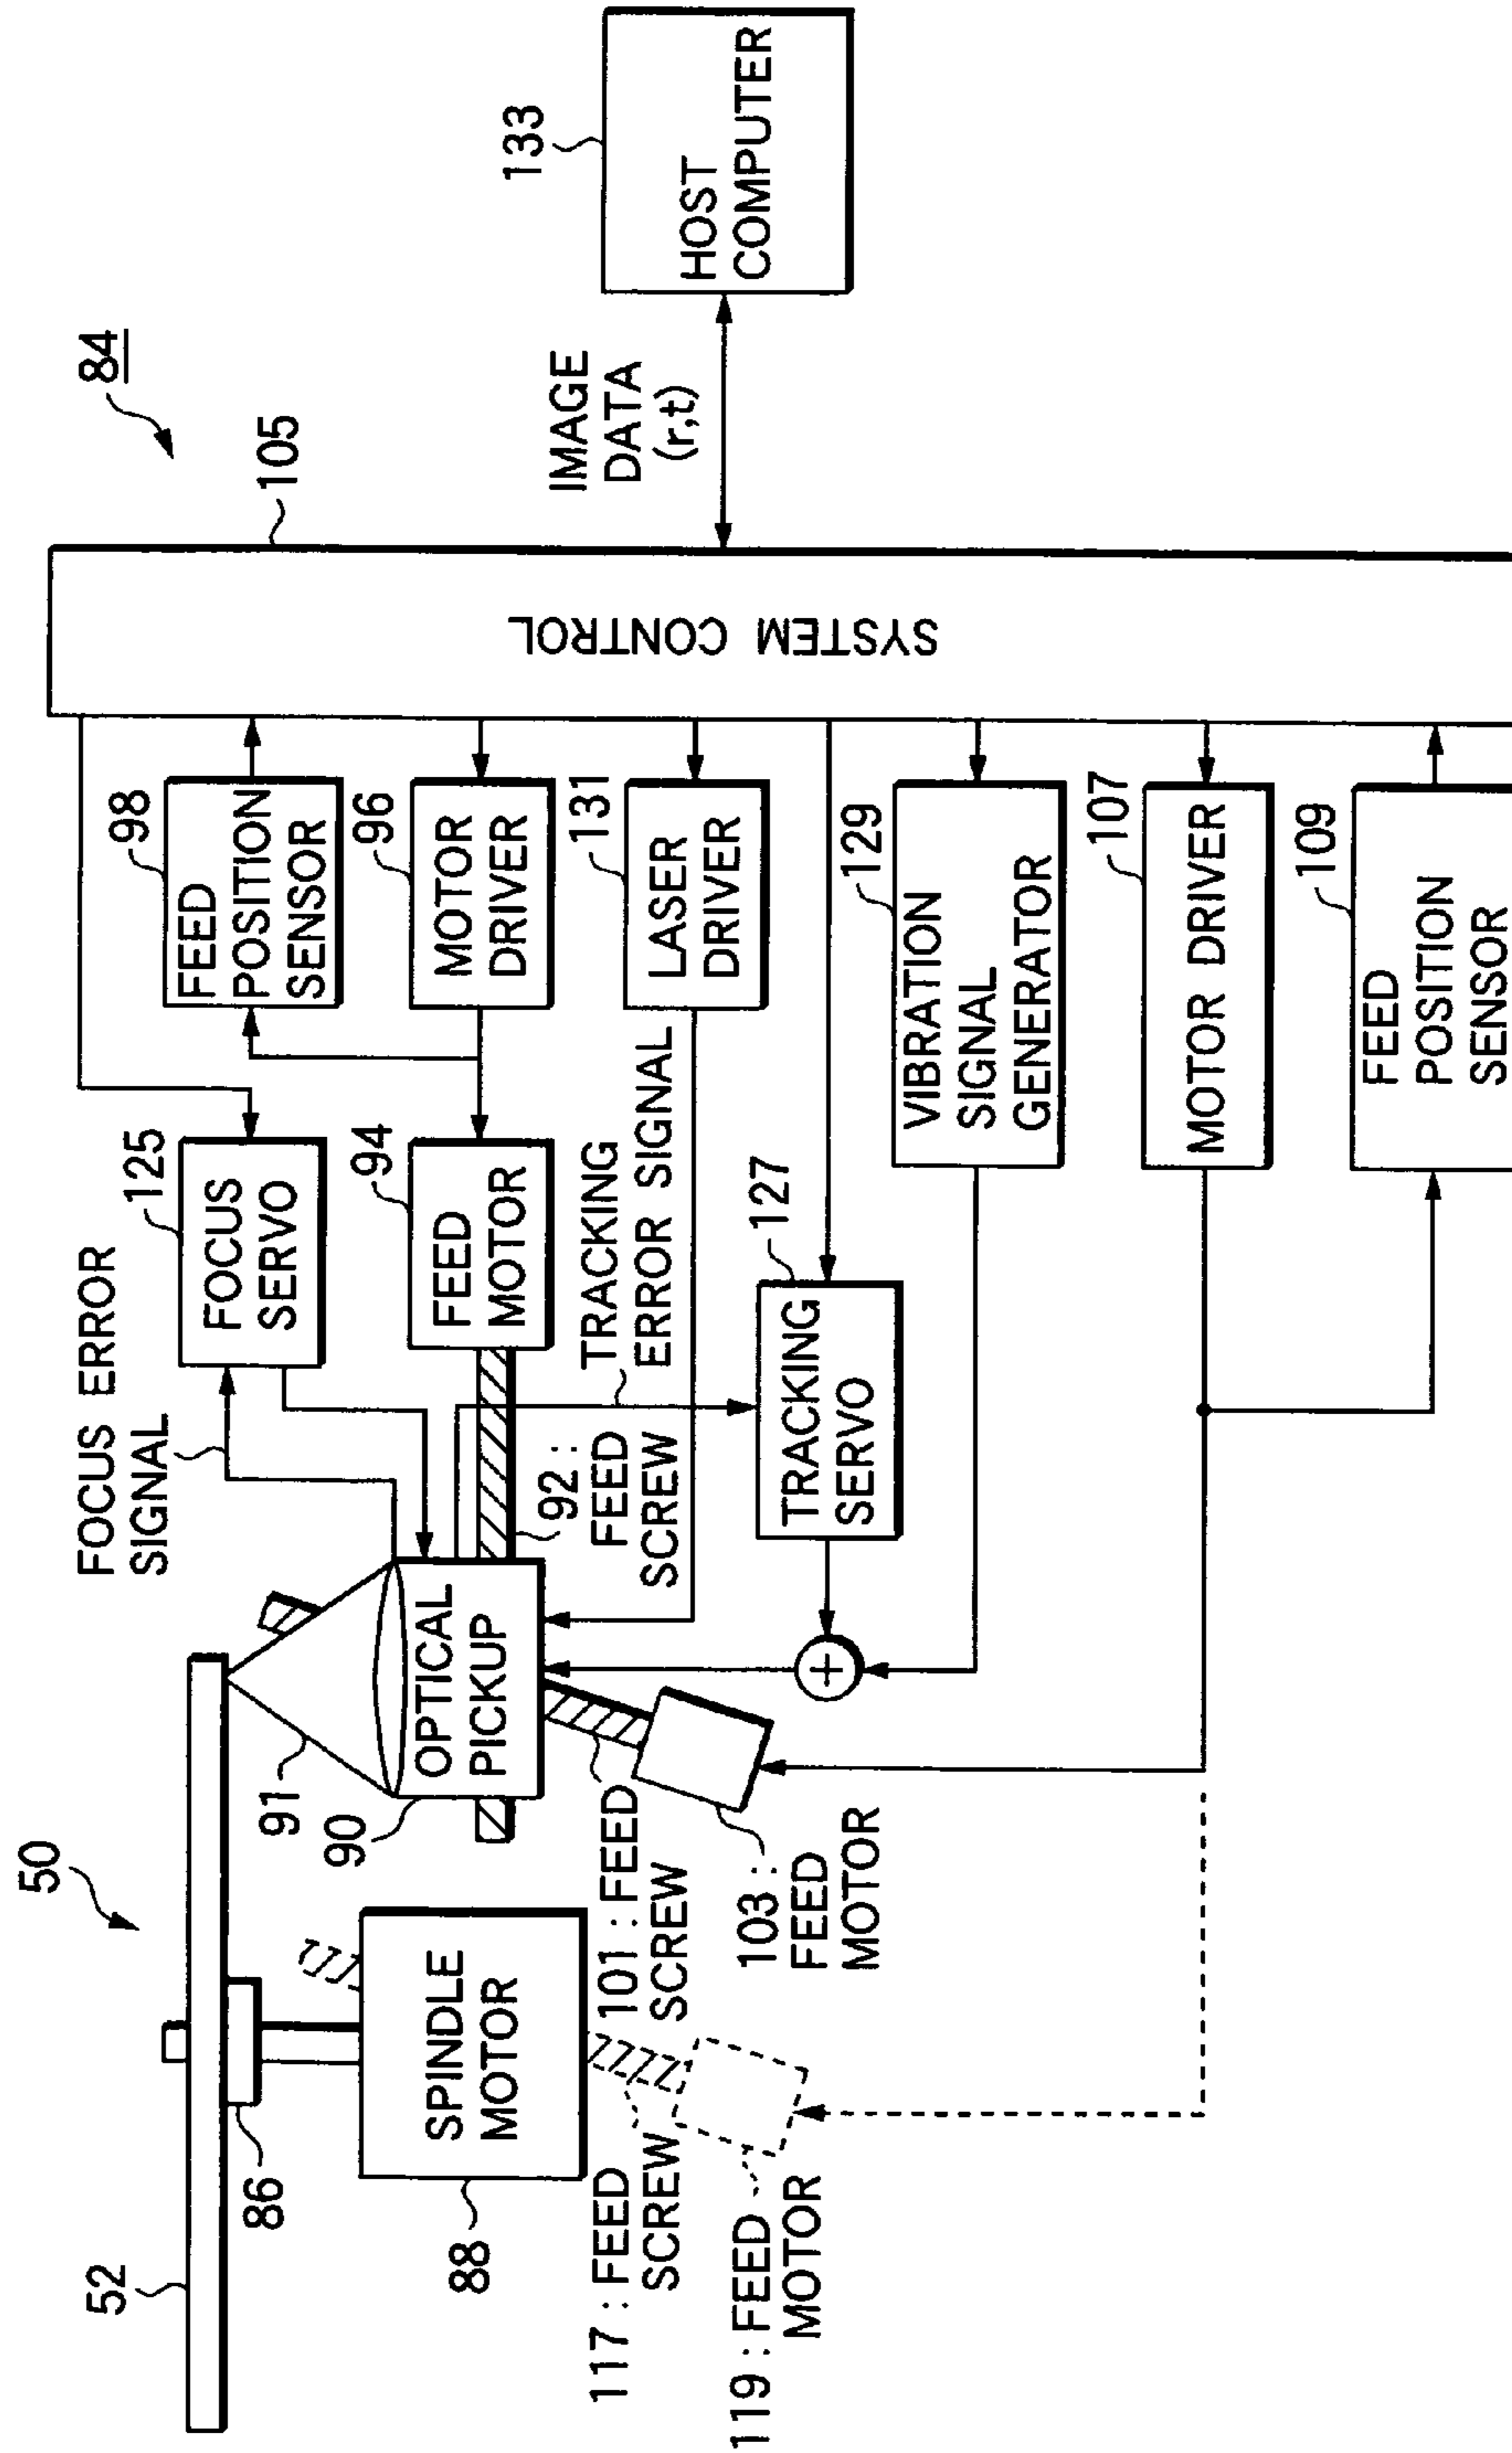 84
50
52
86
88
SPINDLE
MOTOR
91
90
OPTICAL
PICKUP
FOCUS ERROR
SIGNAL
125
FOCUS
SERVO
98
FEED
POSITION
SENSOR
94
FEED
MOTOR
96
MOTOR
DRIVER
92 :
FEED
SCREW
TRACKING
ERROR SIGNAL
131
LASER
DRIVER
105
SYSTEM CONTROL
IMAGE
DATA
(r,t)
133
HOST
COMPUTER
101 : FEED
SCREW
103 :
FEED
MOTOR
117 : FEED
SCREW
119 : FEED
MOTOR
+
127
TRACKING
SERVO
129
VIBRATION
SIGNAL
GENERATOR
107
MOTOR DRIVER
109
FEED
POSITION
SENSOR